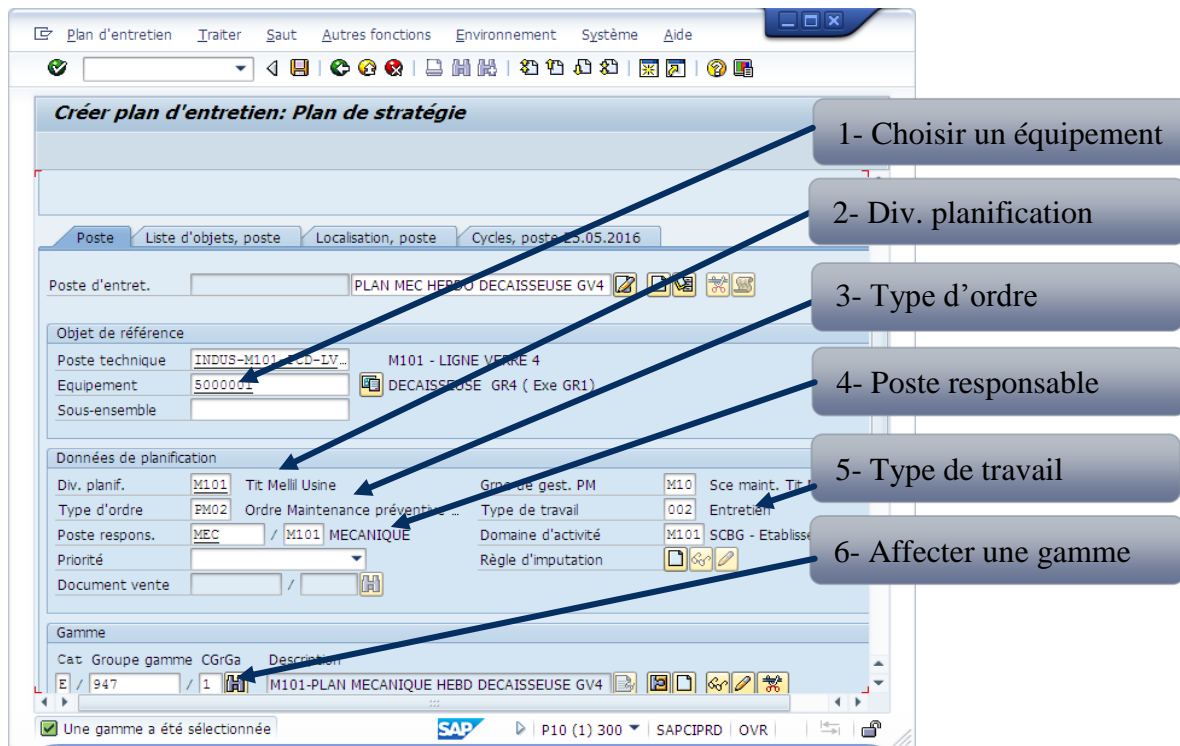 Plan d'entretien Traiter Saut Autres fonctions Environnement Système Aide
Créer plan d'entretien: Plan de stratégie
1- Choisir un équipement
2- Div. planification
Poste Liste d'objets, poste Localisation, poste Cycles, poste 25.05.2016
Poste d'entret. PLAN MEC HEBDO DECAISSEUSE GV4
3- Type d'ordre
Objet de référence
Poste technique INDUS-M101-PCD-LV… M101 - LIGNE VERRE 4
Equipement 5000001 DECAISSEUSE GR4 ( Exe GR1)
4- Poste responsable
Sous-ensemble
Données de planification
5- Type de travail
Div. planif. M101 Tit Mellil Usine Grpe de gest. PM M10 Sce maint. Tit
Type d'ordre PM02 Ordre Maintenance préventive … Type de travail 002 Entretien
Poste respons. MEC / M101 MECANIQUE Domaine d'activité M101 SCBG - Etablisse
6- Affecter une gamme
Priorité Règle d'imputation
Document vente /
Gamme
Cat Groupe gamme CGrGa Description
E / 947 / 1 M101-PLAN MECANIQUE HEBD DECAISSEUSE GV4
Une gamme a été sélectionnée SAP P10 (1) 300 SAPCIPRD OVR